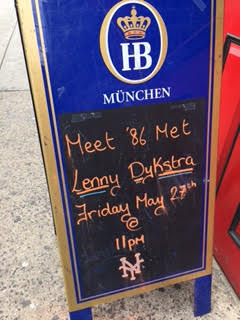 HB
MÜNCHEN
Meet '86 Met
Lenny Dykstra
Friday May 27th
@
11pm
NY